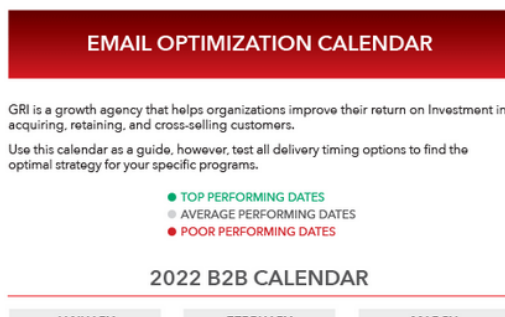 EMAIL OPTIMIZATION CALENDAR
GRI is a growth agency that helps organizations improve their return on Investment in
acquiring, retaining, and cross-selling customers.
Use this calendar as a guide, however, test all delivery timing options to find the
optimal strategy for your specific programs.
TOP PERFORMING DATES
AVERAGE PERFORMING DATES
POOR PERFORMING DATES
2022 B2B CALENDAR